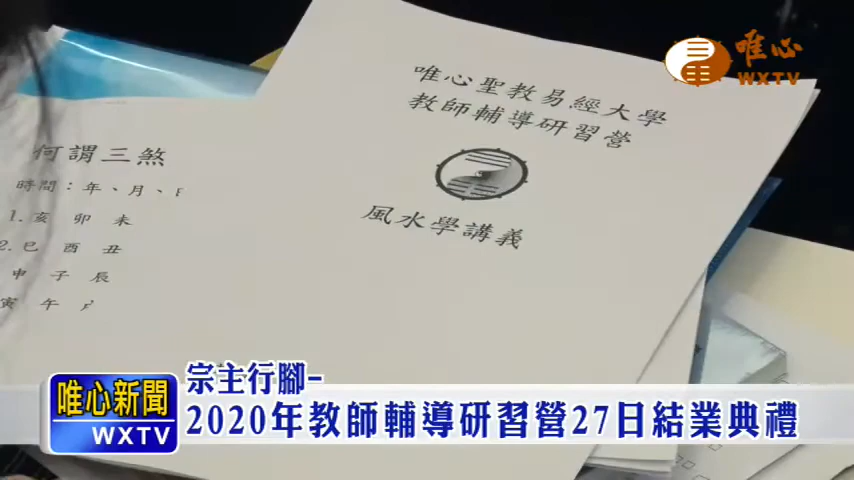 唯心
WXTV
唯心聖教易經大學
教師輔導研習營
風水學講義
何謂三煞
時間：年、月、
1. 亥 卯 未
2. 巳 酉 丑
申 子 辰
寅 午
宗主行腳-
唯心新聞
WXTV
2020年教師輔導研習營27日結業典禮